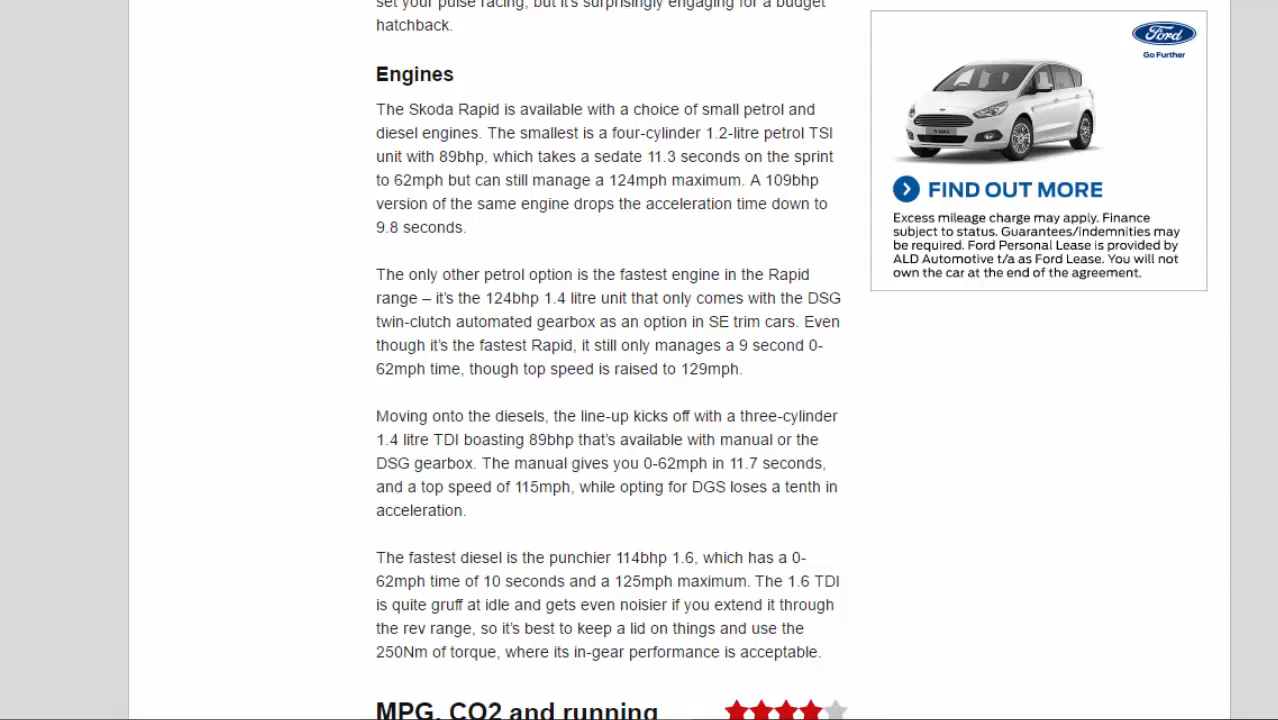 set your pulse racing, but it's surprisingly engaging for a budget
hatchback.
Engines
The Skoda Rapid is available with a choice of small petrol and
diesel engines. The smallest is a four-cylinder 1.2-litre petrol TSI
unit with 89bhp, which takes a sedate 11.3 seconds on the sprint
to 62mph but can still manage a 124mph maximum. A 109bhp
version of the same engine drops the acceleration time down to
9.8 seconds.
The only other petrol option is the fastest engine in the Rapid
range – it's the 124bhp 1.4 litre unit that only comes with the DSG
twin-clutch automated gearbox as an option in SE trim cars. Even
though it's the fastest Rapid, it still only manages a 9 second 0-
62mph time, though top speed is raised to 129mph.
Moving onto the diesels, the line-up kicks off with a three-cylinder
1.4 litre TDI boasting 89bhp that's available with manual or the
DSG gearbox. The manual gives you 0-62mph in 11.7 seconds,
and a top speed of 115mph, while opting for DGS loses a tenth in
acceleration.
The fastest diesel is the punchier 114bhp 1.6, which has a 0-
62mph time of 10 seconds and a 125mph maximum. The 1.6 TDI
is quite gruff at idle and gets even noisier if you extend it through
the rev range, so it's best to keep a lid on things and use the
250Nm of torque, where its in-gear performance is acceptable.
MPG, CO2 and running
Ford
Go Further
FIND OUT MORE
Excess mileage charge may apply. Finance
subject to status. Guarantees/indemnities may
be required. Ford Personal Lease is provided by
ALD Automotive t/a as Ford Lease. You will not
own the car at the end of the agreement.